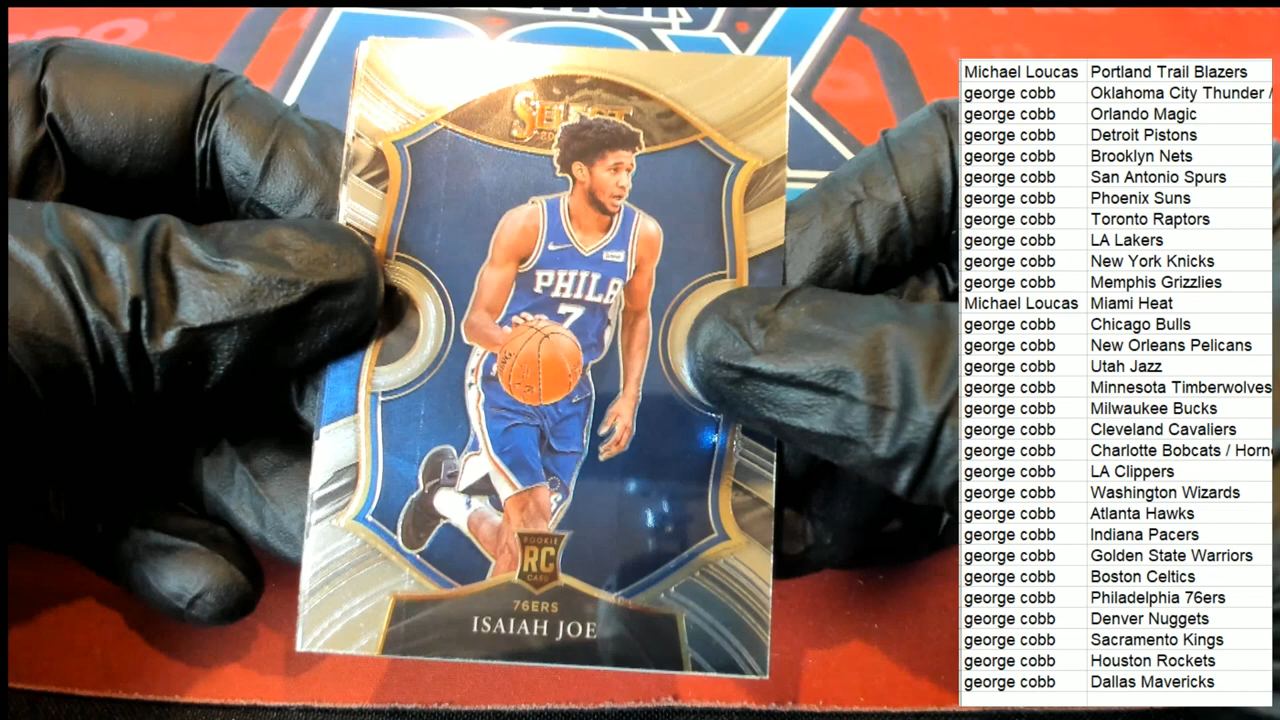 SELECT
PHILA
7
ROOKIE
RC
CARD
76ERS
ISAIAH JOE
Michael Loucas Portland Trail Blazers
george cobb Oklahoma City Thunder /
george cobb Orlando Magic
george cobb Detroit Pistons
george cobb Brooklyn Nets
george cobb San Antonio Spurs
george cobb Phoenix Suns
george cobb Toronto Raptors
george cobb LA Lakers
george cobb New York Knicks
george cobb Memphis Grizzlies
Michael Loucas Miami Heat
george cobb Chicago Bulls
george cobb New Orleans Pelicans
george cobb Utah Jazz
george cobb Minnesota Timberwolves
george cobb Milwaukee Bucks
george cobb Cleveland Cavaliers
george cobb Charlotte Bobcats / Horn
george cobb LA Clippers
george cobb Washington Wizards
george cobb Atlanta Hawks
george cobb Indiana Pacers
george cobb Golden State Warriors
george cobb Boston Celtics
george cobb Philadelphia 76ers
george cobb Denver Nuggets
george cobb Sacramento Kings
george cobb Houston Rockets
george cobb Dallas Mavericks